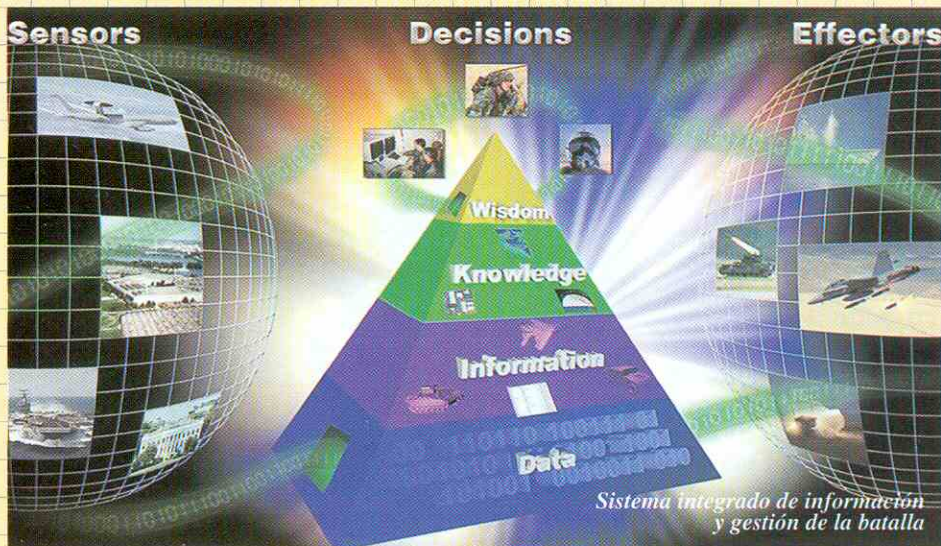 Sensors
Decisions
Effectors
Wisdom
Knowledge
Information
Data
Sistema integrado de información
y gestión de la batalla